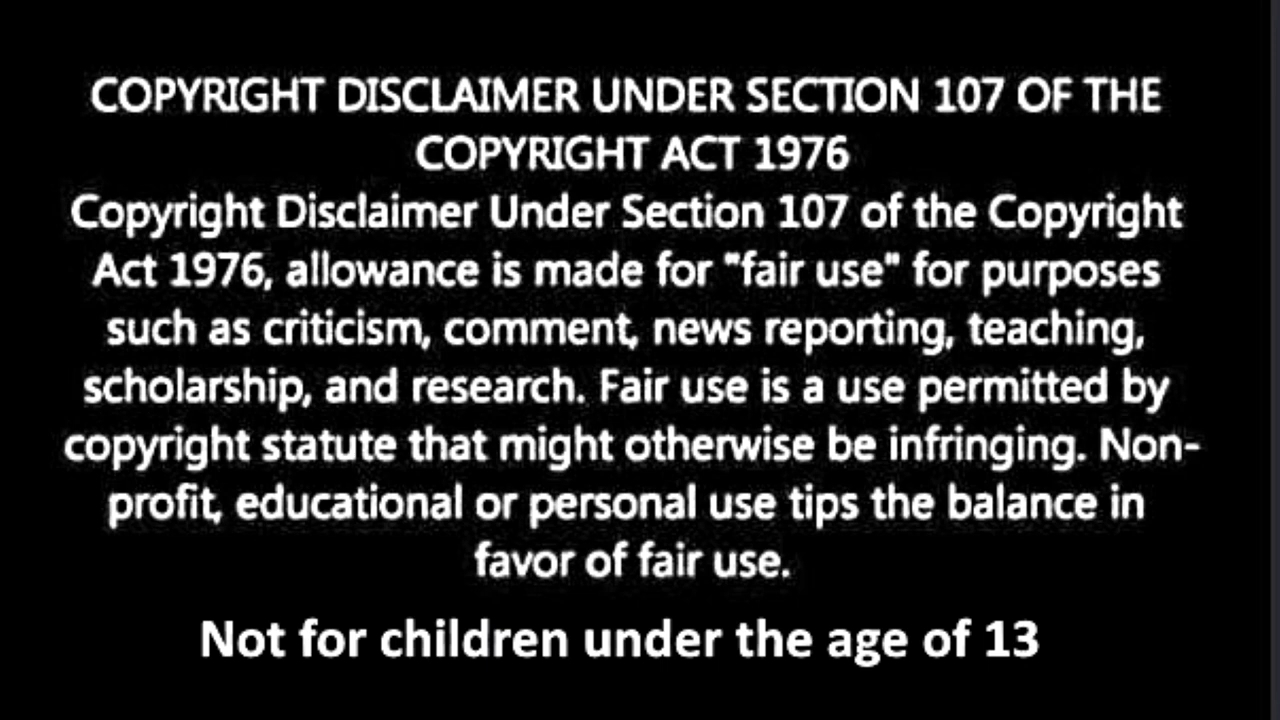 COPYRIGHT DISCLAIMER UNDER SECTION 107 OF THE
COPYRIGHT ACT 1976
Copyright Disclaimer Under Section 107 of the Copyright
Act 1976, allowance is made for "fair use" for purposes
such as criticism, comment, news reporting, teaching,
scholarship, and research. Fair use is a use permitted by
copyright statute that might otherwise be infringing. Non-
profit, educational or personal use tips the balance in
favor of fair use.
Not for children under the age of 13